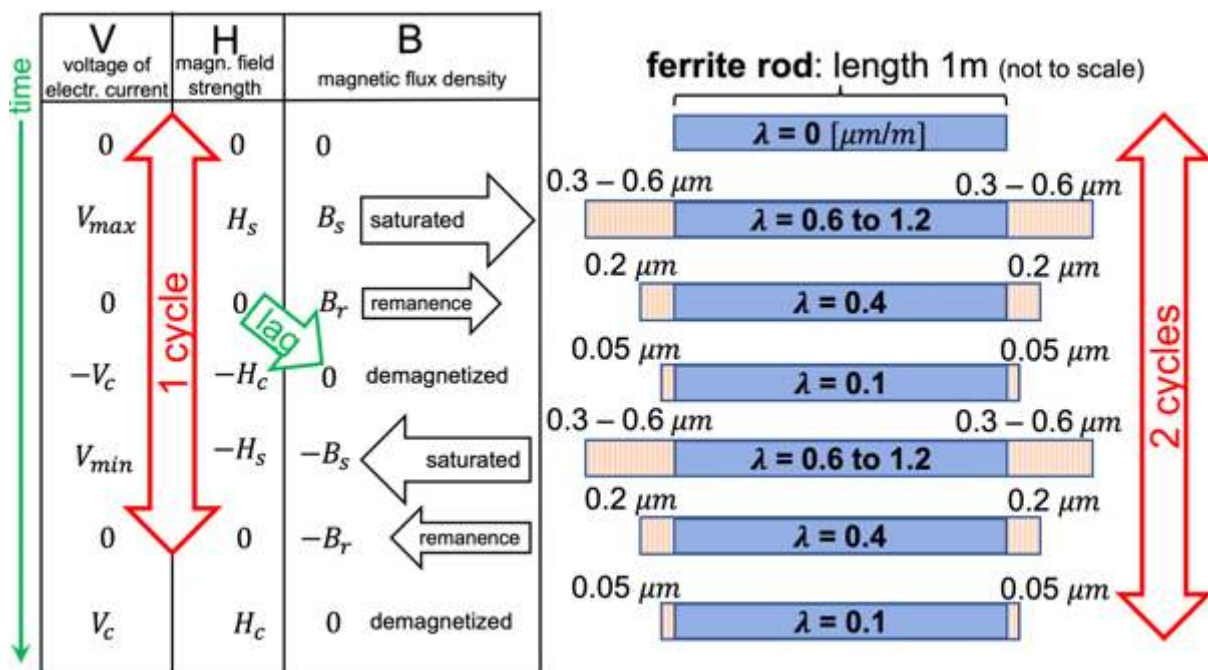 time
V
voltage of
electr. current
H
magn. field
strength
B
magnetic flux density
ferrite rod: length 1m (not to scale)
1 cycle
2 cycles
0 0 0
λ = 0 [μm/m]
0.3 – 0.6 μm 0.3 – 0.6 μm
V_max H_s B_s saturated
λ = 0.6 to 1.2
0.2 μm 0.2 μm
0 0 B_r remanence
λ = 0.4
lag
0.05 μm 0.05 μm
−V_c −H_c 0 demagnetized
λ = 0.1
0.3 – 0.6 μm 0.3 – 0.6 μm
V_min −H_s −B_s saturated
λ = 0.6 to 1.2
0.2 μm 0.2 μm
0 0 −B_r remanence
λ = 0.4
0.05 μm 0.05 μm
V_c H_c 0 demagnetized
λ = 0.1